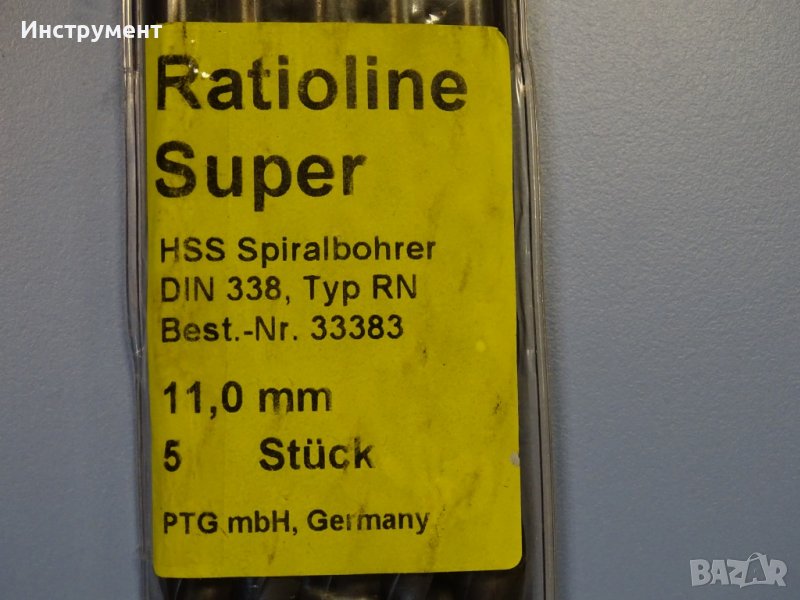 Инструмент
Ratioline
Super
HSS Spiralbohrer
DIN 338, Typ RN
Best.-Nr. 33383
11,0 mm
5 Stück
PTG mbH, Germany
BAZAR